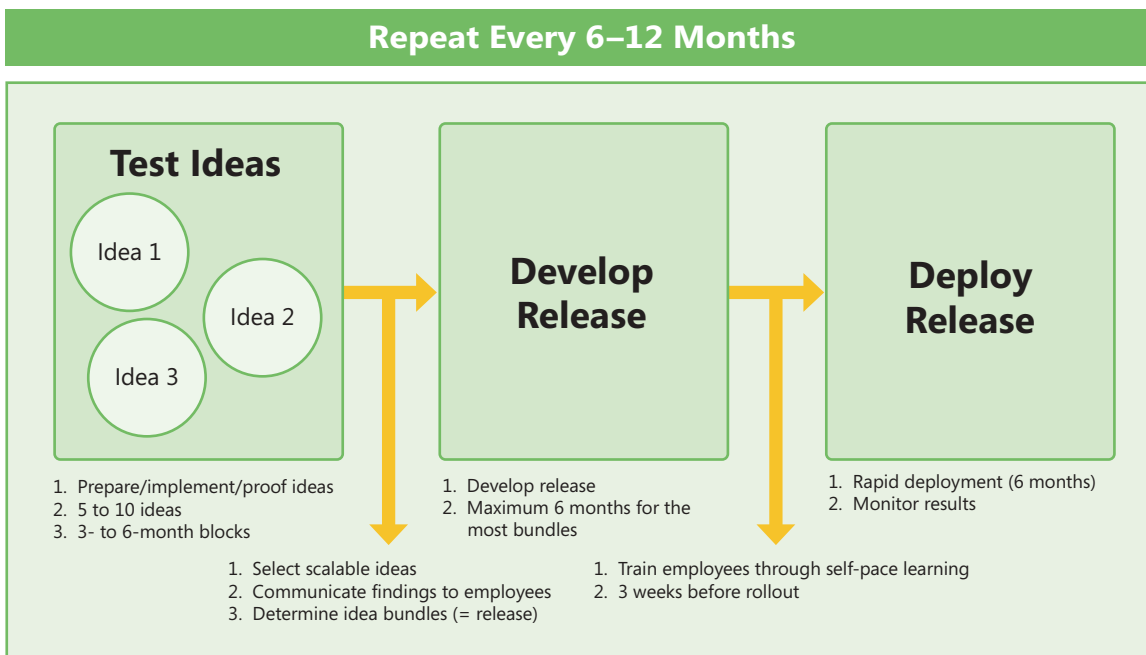 Repeat Every 6–12 Months
Test Ideas
Idea 1
Idea 2
Idea 3
Develop
Release
Deploy
Release
1. Prepare/implement/proof ideas
2. 5 to 10 ideas
3. 3- to 6-month blocks
1. Select scalable ideas
2. Communicate findings to employees
3. Determine idea bundles (= release)
1. Develop release
2. Maximum 6 months for the
most bundles
1. Train employees through self-pace learning
2. 3 weeks before rollout
1. Rapid deployment (6 months)
2. Monitor results